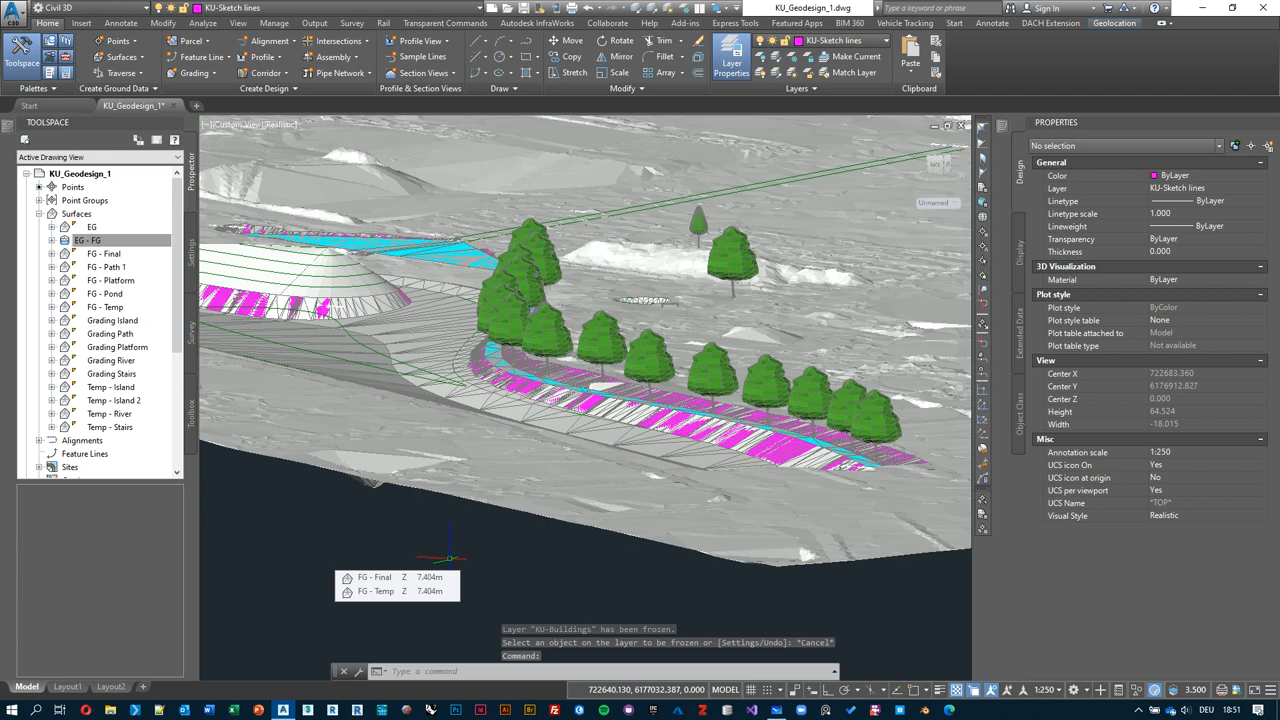 Civil 3D
KU-Sketch lines
KU_Geodesign_1.dwg
Type a keyword or phrase
Sign In
Home Insert Annotate Modify Analyze View Manage Output Survey Rail Transparent Commands Autodesk InfraWorks Collaborate Help Add-ins Express Tools Featured Apps BIM 360 Vehicle Tracking Start Annotate DACH Extension Geolocation
Toolspace
Points
Surfaces
Traverse
Parcel
Feature Line
Grading
Alignment
Profile
Corridor
Intersections
Assembly
Pipe Network
Profile View
Sample Lines
Section Views
Move
Rotate
Trim
Copy
Mirror
Fillet
Stretch
Scale
Array
Layer Properties
KU-Sketch lines
Make Current
Match Layer
Paste
Palettes
Create Ground Data
Create Design
Profile & Section Views
Draw
Modify
Layers
Clipboard
Start
KU_Geodesign_1*
TOOLSPACE
Active Drawing View
KU_Geodesign_1
Points
Point Groups
Surfaces
EG
EG - FG
FG - Final
FG - Path 1
FG - Platform
FG - Pond
FG - Temp
Grading Island
Grading Path
Grading Platform
Grading River
Grading Stairs
Temp - Island
Temp - Island 2
Temp - River
Temp - Stairs
Alignments
Feature Lines
Sites
Prospector
Settings
Survey
Toolbox
[−][Custom View][Realistic]
Unnamed
FG - Final Z 7.404m
FG - Temp Z 7.404m
Layer "KU-Buildings" has been frozen.
Select an object on the layer to be frozen or [Settings/Undo]: *Cancel*
Command:
Type a command
PROPERTIES
No selection
Design
Display
Extended Data
Object Class
General
Color ByLayer
Layer KU-Sketch lines
Linetype ByLayer
Linetype scale 1.000
Lineweight ByLayer
Transparency ByLayer
Thickness 0.000
3D Visualization
Material ByLayer
Plot style
Plot style ByColor
Plot style table None
Plot table attached to Model
Plot table type Not available
View
Center X 722683.360
Center Y 6176912.827
Center Z 0.000
Height 64.524
Width -18.015
Misc
Annotation scale 1:250
UCS icon On Yes
UCS icon at origin No
UCS per viewport Yes
UCS Name *TOP*
Visual Style Realistic
Model Layout1 Layout2
722640.130, 6177032.387, 0.000 MODEL
1:250
3.500
DEU 18:51